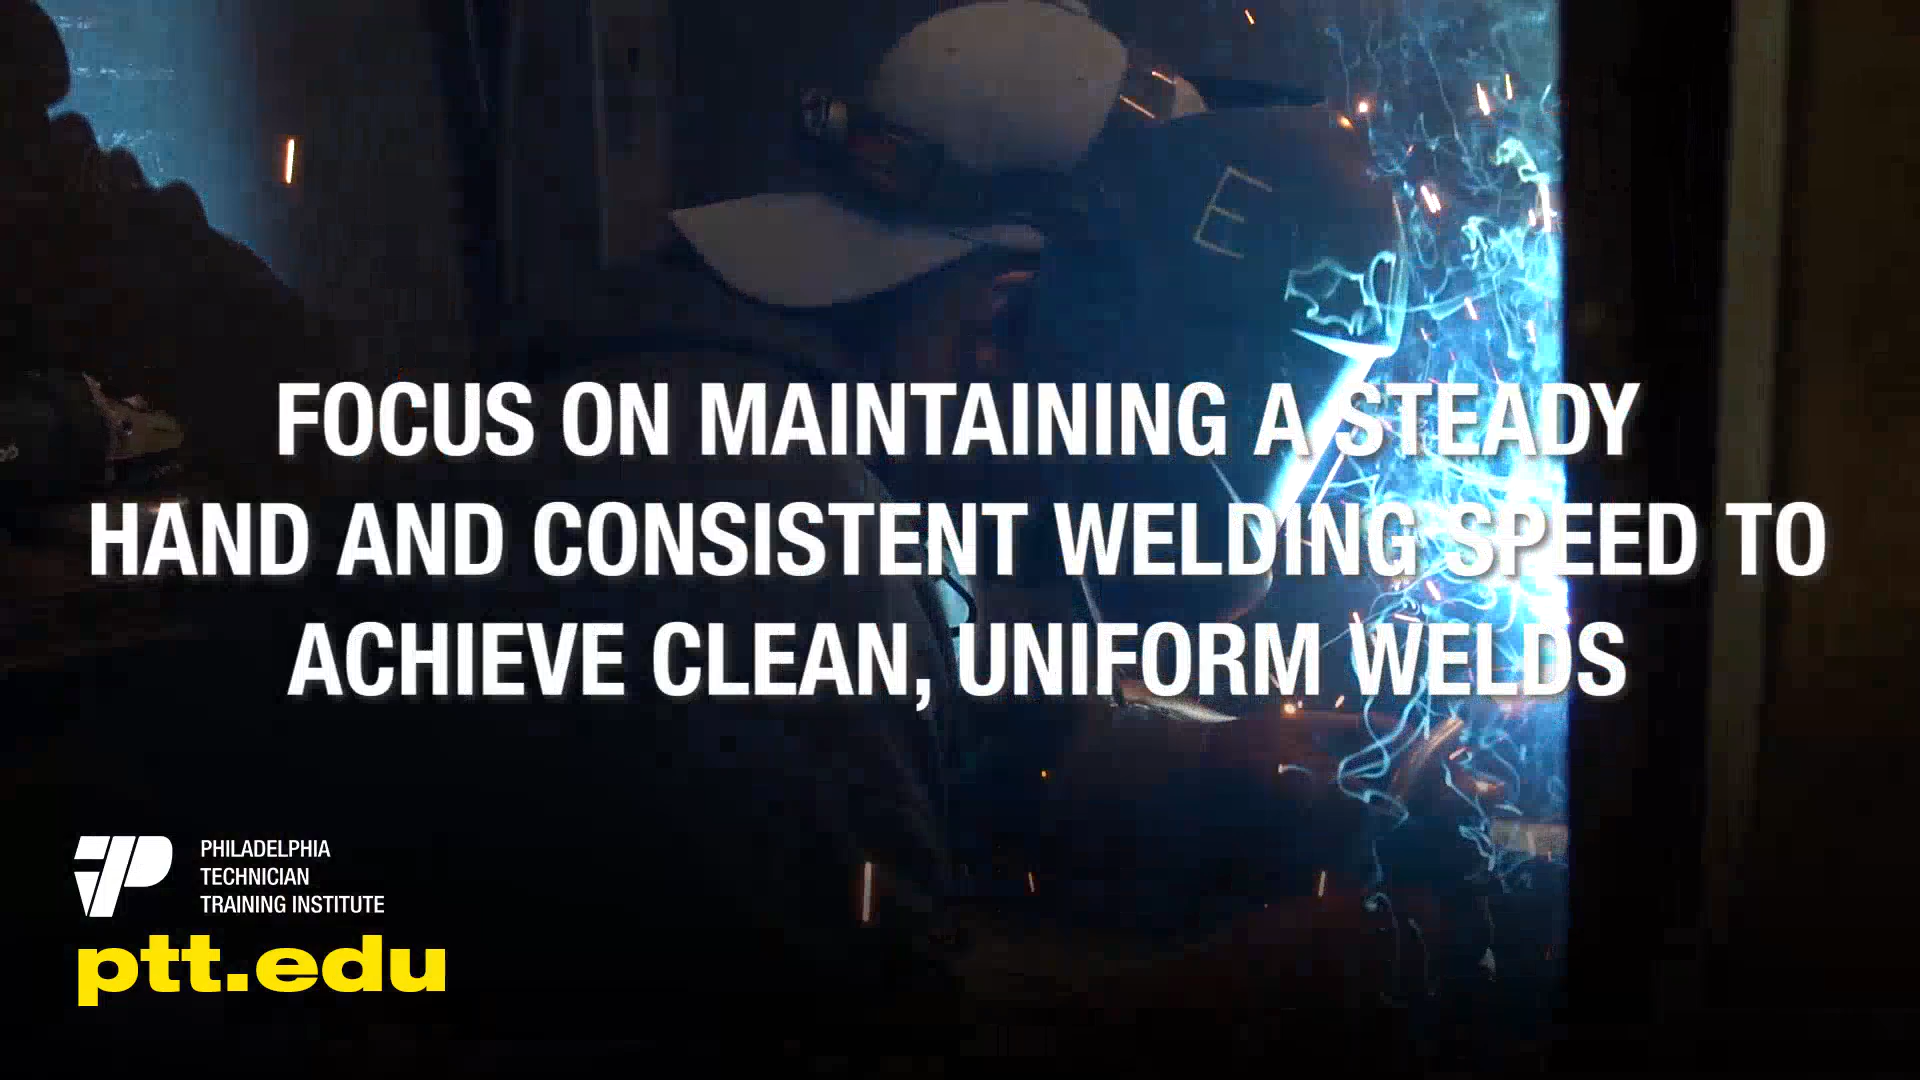 E
FOCUS ON MAINTAINING A STEADY
HAND AND CONSISTENT WELDING SPEED TO
ACHIEVE CLEAN, UNIFORM WELDS
PHILADELPHIA
TECHNICIAN
TRAINING INSTITUTE
ptt.edu